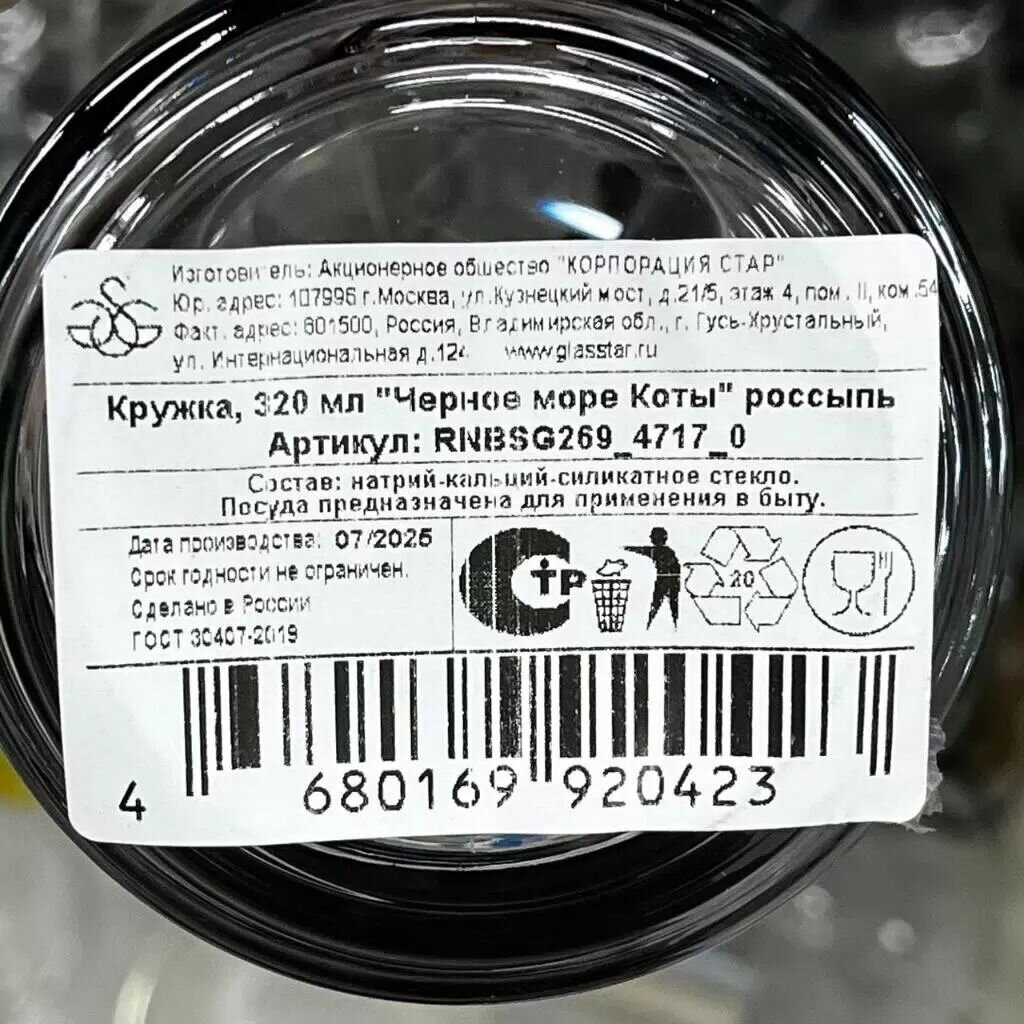 Изготовитель: Акционерное общество "КОРПОРАЦИЯ СТАР"
Юр. адрес: 107996 г.Москва, ул.Кузнецкий мост, д.21/5, этаж 4, пом. II, ком.54
Факт. адрес: 601500, Россия, Владимирская обл., г. Гусь-Хрустальный,
ул. Интернациональная www.glasstar.ru
Кружка, 320 мл "Черное море Коты" россыпь
Артикул: RNBSG269_4717_0
Состав: натрий-кальций-силикатное стекло.
Посуда предназначена для применения в быту.
Дата производства: 07/2025
Срок годности не ограничен.
Сделано в России
ГОСТ 30407-2019
СТР
20
4 680169 920423